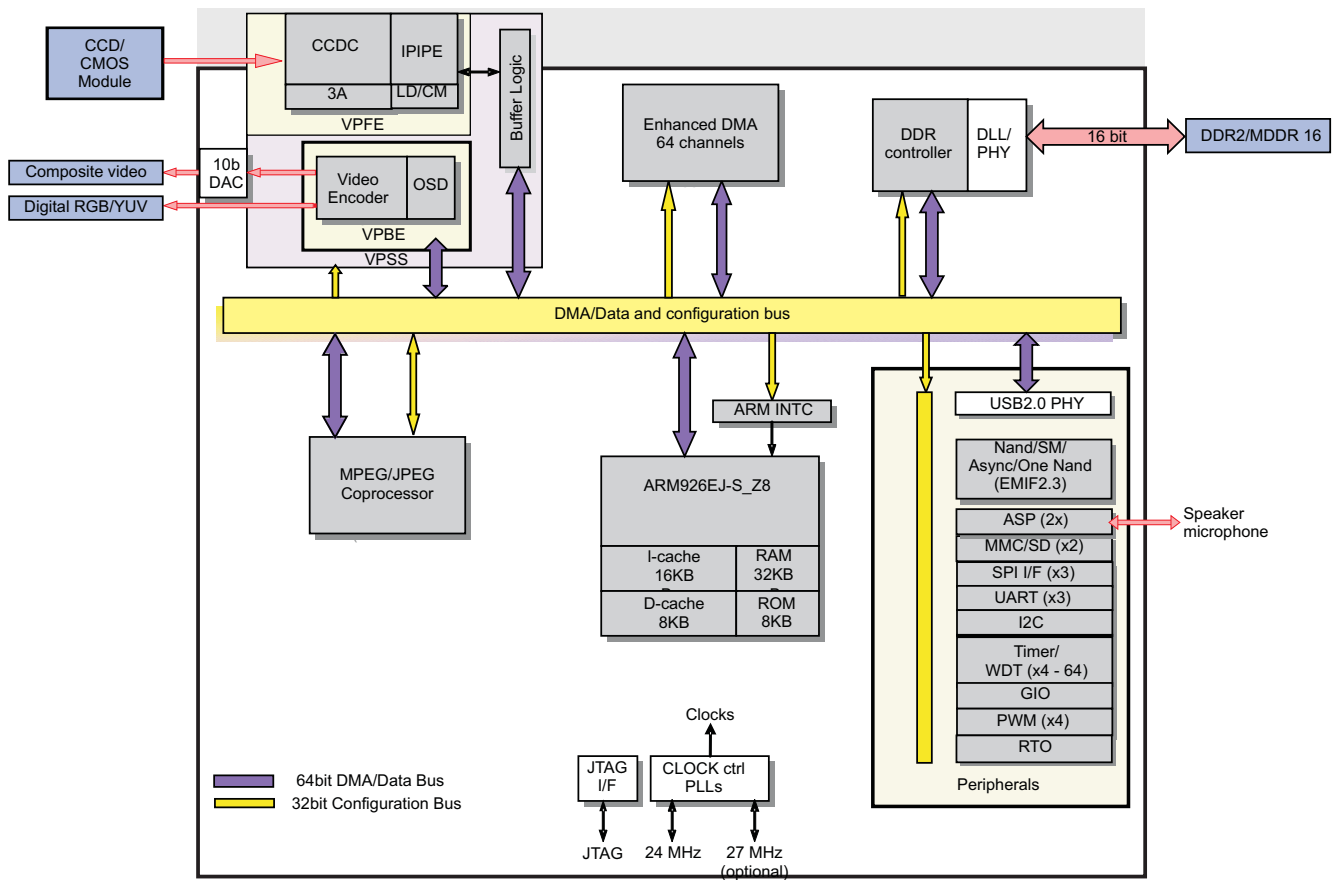 CCD/
CMOS
Module
CCDC
IPIPE
3A
LD/CM
VPFE
Buffer Logic
Composite video
Digital RGB/YUV
10b
DAC
Video
Encoder
OSD
VPBE
VPSS
Enhanced DMA
64 channels
DDR
controller
DLL/
PHY
16 bit
DDR2/MDDR 16
DMA/Data and configuration bus
MPEG/JPEG
Coprocessor
ARM INTC
ARM926EJ-S_Z8
I-cache
16KB
RAM
32KB
D-cache
8KB
ROM
8KB
USB2.0 PHY
Nand/SM/
Async/One Nand
(EMIF2.3)
ASP (2x)
Speaker
microphone
MMC/SD (x2)
SPI I/F (x3)
UART (x3)
I2C
Timer/
WDT (x4 - 64)
GIO
PWM (x4)
RTO
Peripherals
Clocks
JTAG
I/F
CLOCK ctrl
PLLs
JTAG
24 MHz
27 MHz
(optional)
64bit DMA/Data Bus
32bit Configuration Bus